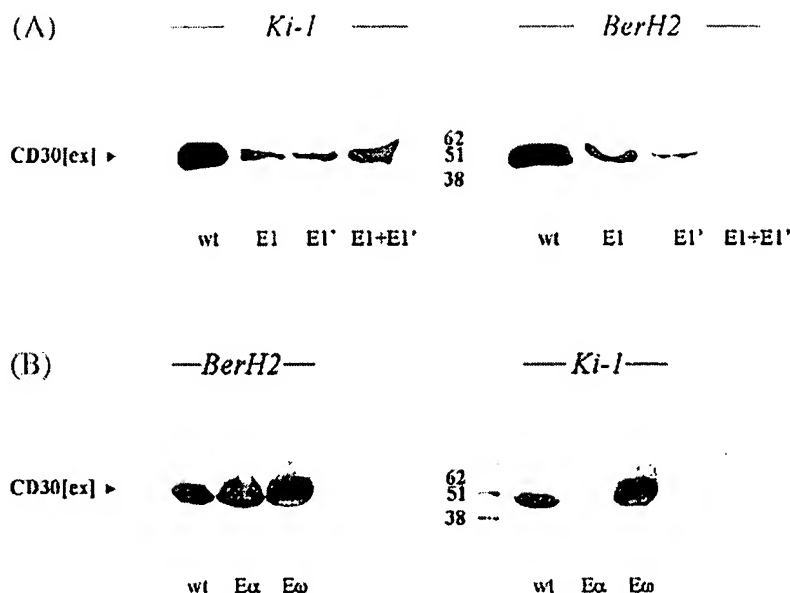 (A) Ki-1 BerH2
CD30[ex] ▸
62
51
38
wt E1 E1' E1+E1' wt E1 E1' E1+E1'
(B) BerH2 Ki-1
CD30[ex] ▸
62
51
38
wt Eα Eω wt Eα Eω